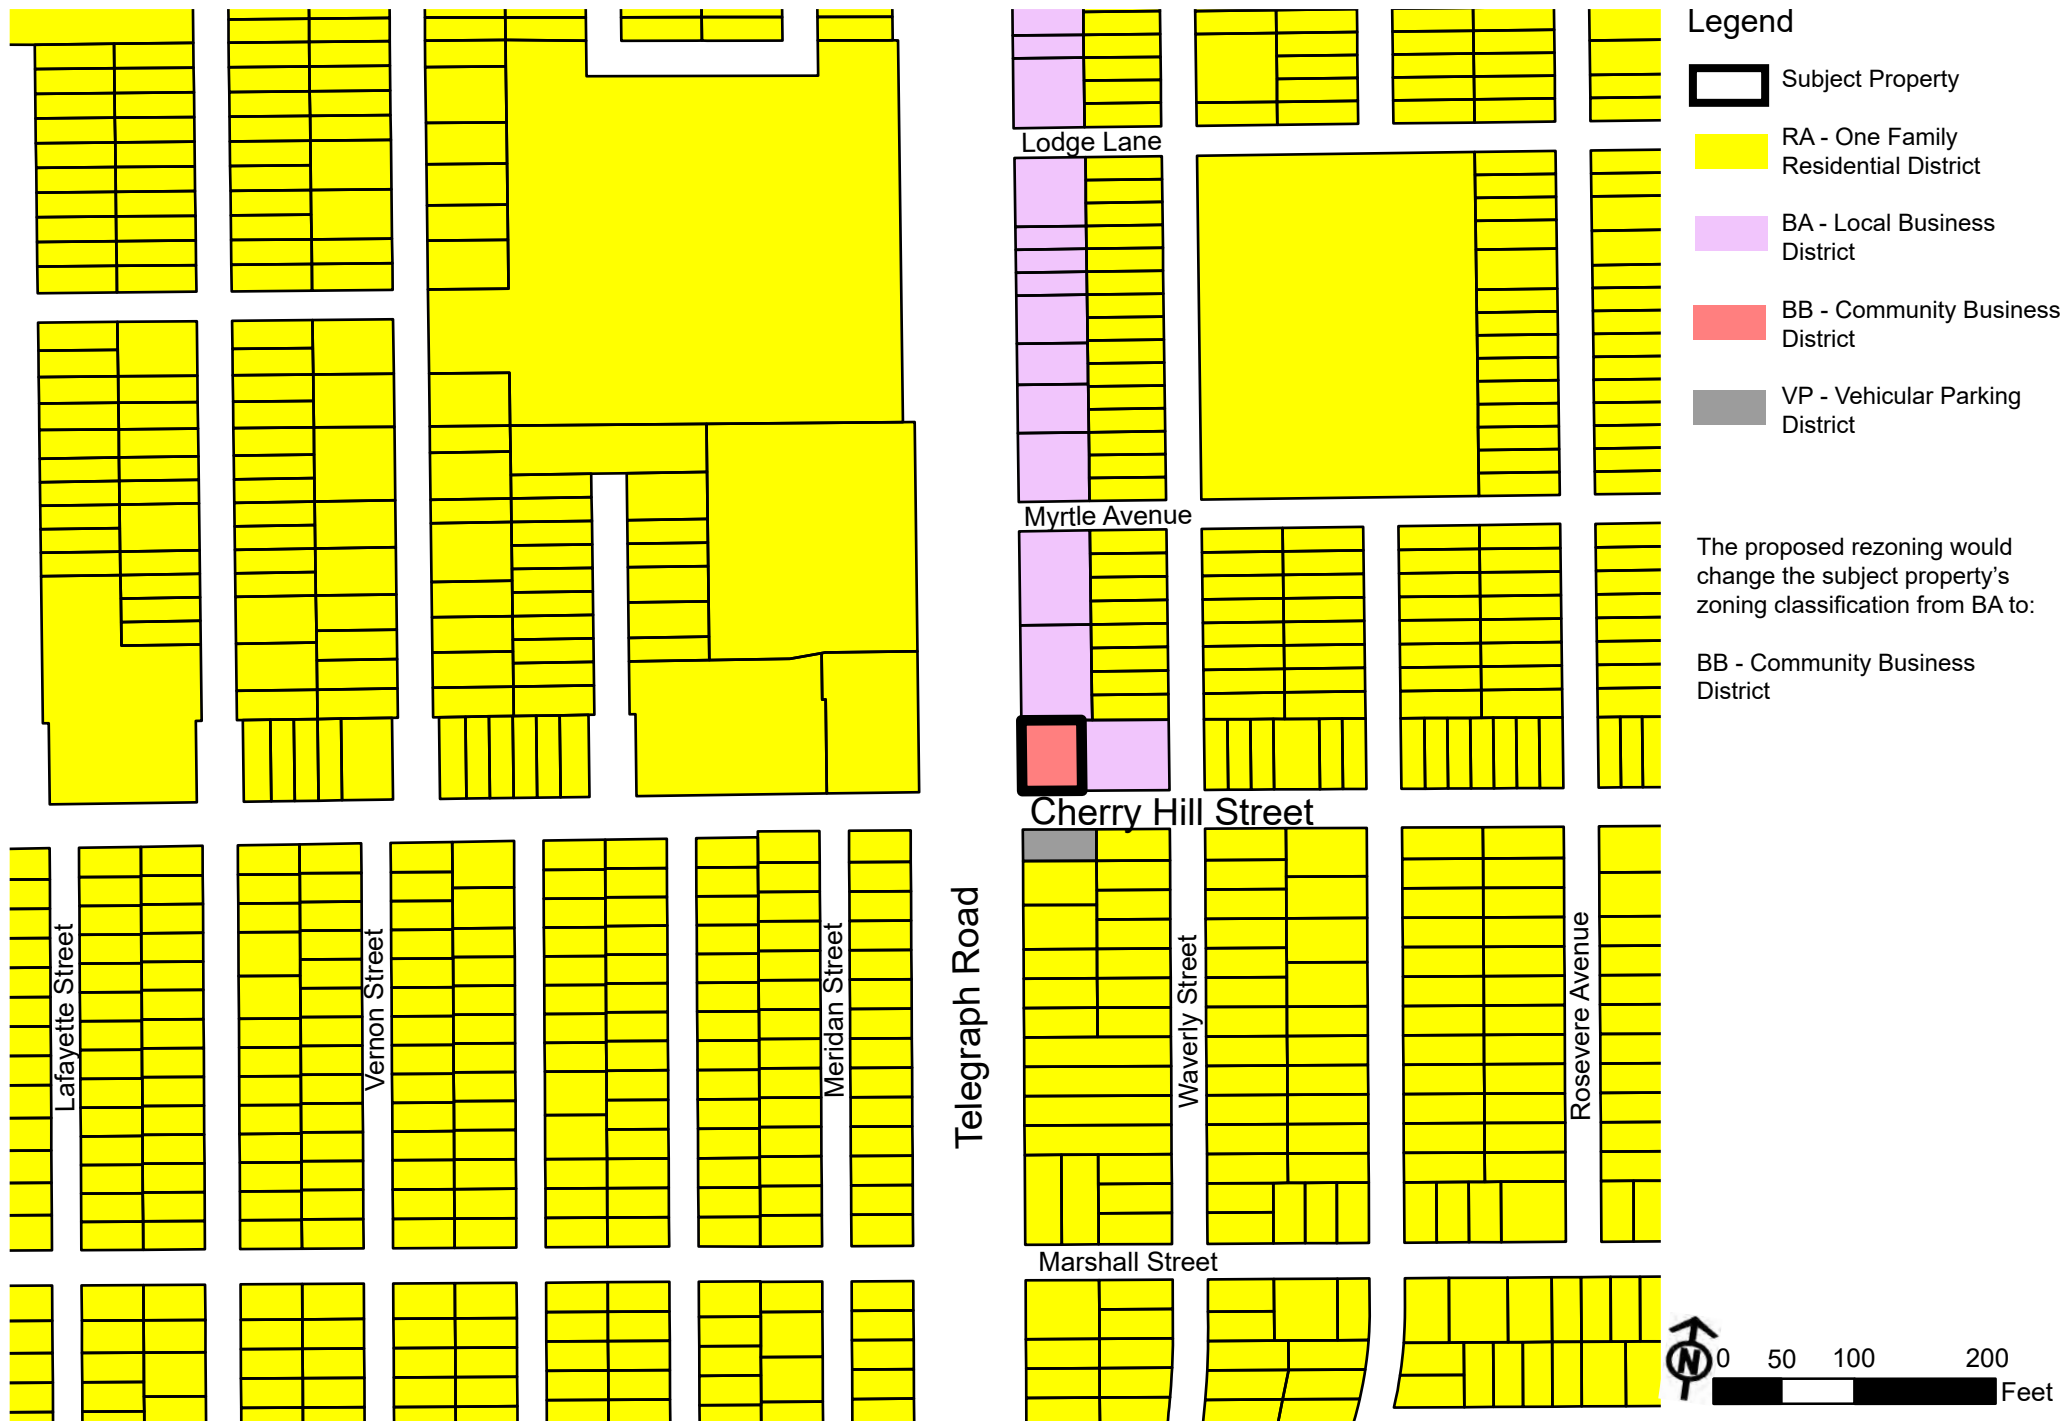 Legend
Subject Property
RA - One Family
Residential District
BA - Local Business
District
BB - Community Business
District
VP - Vehicular Parking
District
The proposed rezoning would
change the subject property’s
zoning classification from BA to:
BB - Community Business
District
Lodge Lane
Myrtle Avenue
Cherry Hill Street
Lafayette Street
Vernon Street
Meridan Street
Telegraph Road
Waverly Street
Rosevere Avenue
Marshall Street
N
0 50 100 200
Feet